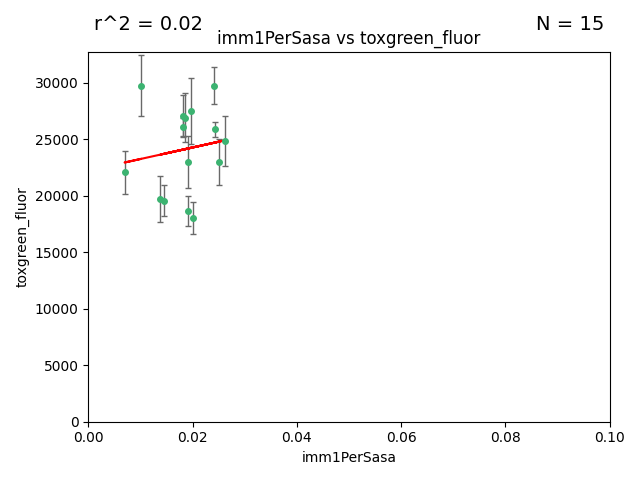 r^2 = 0.02
N = 15
imm1PerSasa vs toxgreen_fluor
30000
25000
20000
15000
10000
5000
0
toxgreen_fluor
0.00 0.02 0.04 0.06 0.08 0.10
imm1PerSasa